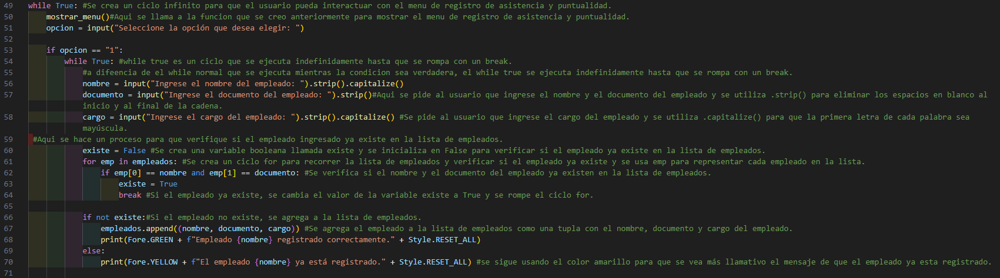 49 while True: #Se crea un ciclo infinito para que el usuario pueda interactuar con el menu de registro de asistencia y puntualidad.
50     mostrar_menu()#Aqui se llama a la funcion que se creo anteriormente para mostrar el menu de registro de asistencia y puntualidad.
51     opcion = input("Seleccione la opción que desea elegir: ")
52
53     if opcion == "1":
54         while True: #while true es un ciclo que se ejecuta indefinidamente hasta que se rompa con un break.
55             #a difeencia de el while normal que se ejecuta mientras la condicion sea verdadera, el while true se ejecuta indefinidamente hasta que se rompa con un break.
56             nombre = input("Ingrese el nombre del empleado: ").strip().capitalize()
57             documento = input("Ingrese el documento del empleado: ").strip()#Aqui se pide al usuario que ingrese el nombre y el documento del empleado y se utiliza .strip() para eliminar los espacios en blanco al
            inicio y al final de la cadena.
58             cargo = input("Ingrese el cargo del empleado: ").strip().capitalize() #Se pide al usuario que ingrese el cargo del empleado y se utiliza .capitalize() para que la primera letra de cada palabra sea
            mayúscula.
59  #Aqui se hace un proceso para que verifique si el empleado ingresado ya existe en la lista de empleados.
60             existe = False #Se crea una variable booleana llamada existe y se inicializa en False para verificar si el empleado ya existe en la lista de empleados.
61             for emp in empleados: #Se crea un ciclo for para recorrer la lista de empleados y verificar si el empleado ya existe y se usa emp para representar cada empleado en la lista.
62                 if emp[0] == nombre and emp[1] == documento: #Se verifica si el nombre y el documento del empleado ya existen en la lista de empleados.
63                     existe = True
64                     break #Si el empleado ya existe, se cambia el valor de la variable existe a True y se rompe el ciclo for.
65
66             if not existe:#Si el empleado no existe, se agrega a la lista de empleados.
67                 empleados.append((nombre, documento, cargo)) #Se agrega el empleado a la lista de empleados como una tupla con el nombre, documento y cargo del empleado.
68                 print(Fore.GREEN + f"Empleado {nombre} registrado correctamente." + Style.RESET_ALL)
69             else:
70                 print(Fore.YELLOW + f"El empleado {nombre} ya está registrado." + Style.RESET_ALL) #se sigue usando el color amarillo para que se vea más llamativo el mensaje de que el empleado ya esta registrado.
71